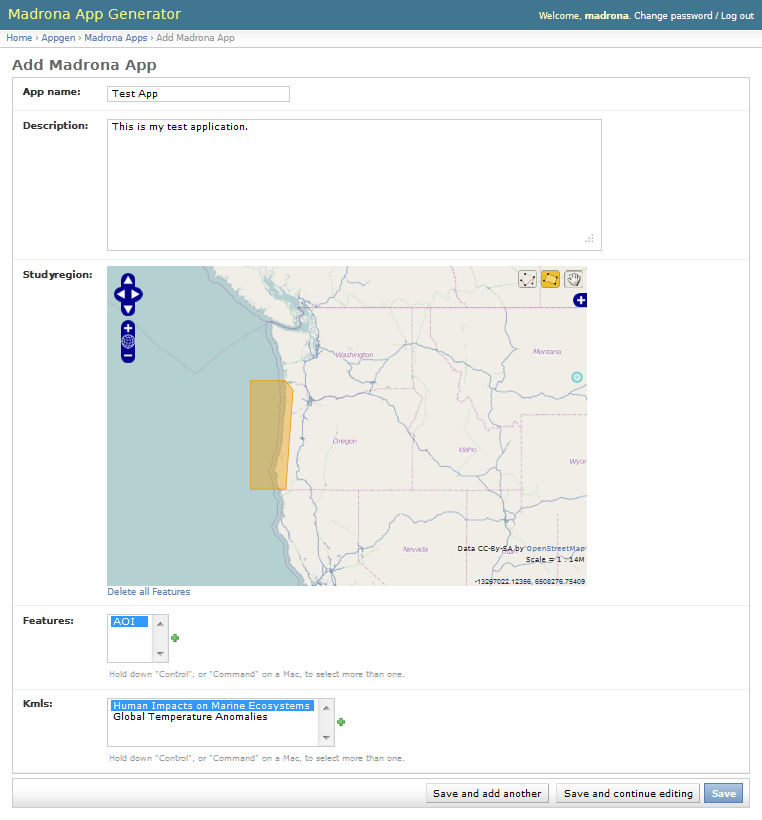 Madrona App Generator
Welcome, madrona. Change password / Log out
Home › Appgen › Madrona Apps › Add Madrona App
Add Madrona App
App name:
Test App
Description:
This is my test application.
Studyregion:
Washington
Montana
Oregon
Idaho
Wyor
Nevada
Data CC-By-SA by OpenStreetMap
Scale = 1 : 14M
-13267022.12356, 6508276.75409
Delete all Features
Features:
AOI
Hold down "Control", or "Command" on a Mac, to select more than one.
Kmls:
Human Impacts on Marine Ecosystems
Global Temperature Anomalies
Hold down "Control", or "Command" on a Mac, to select more than one.
Save and add another
Save and continue editing
Save